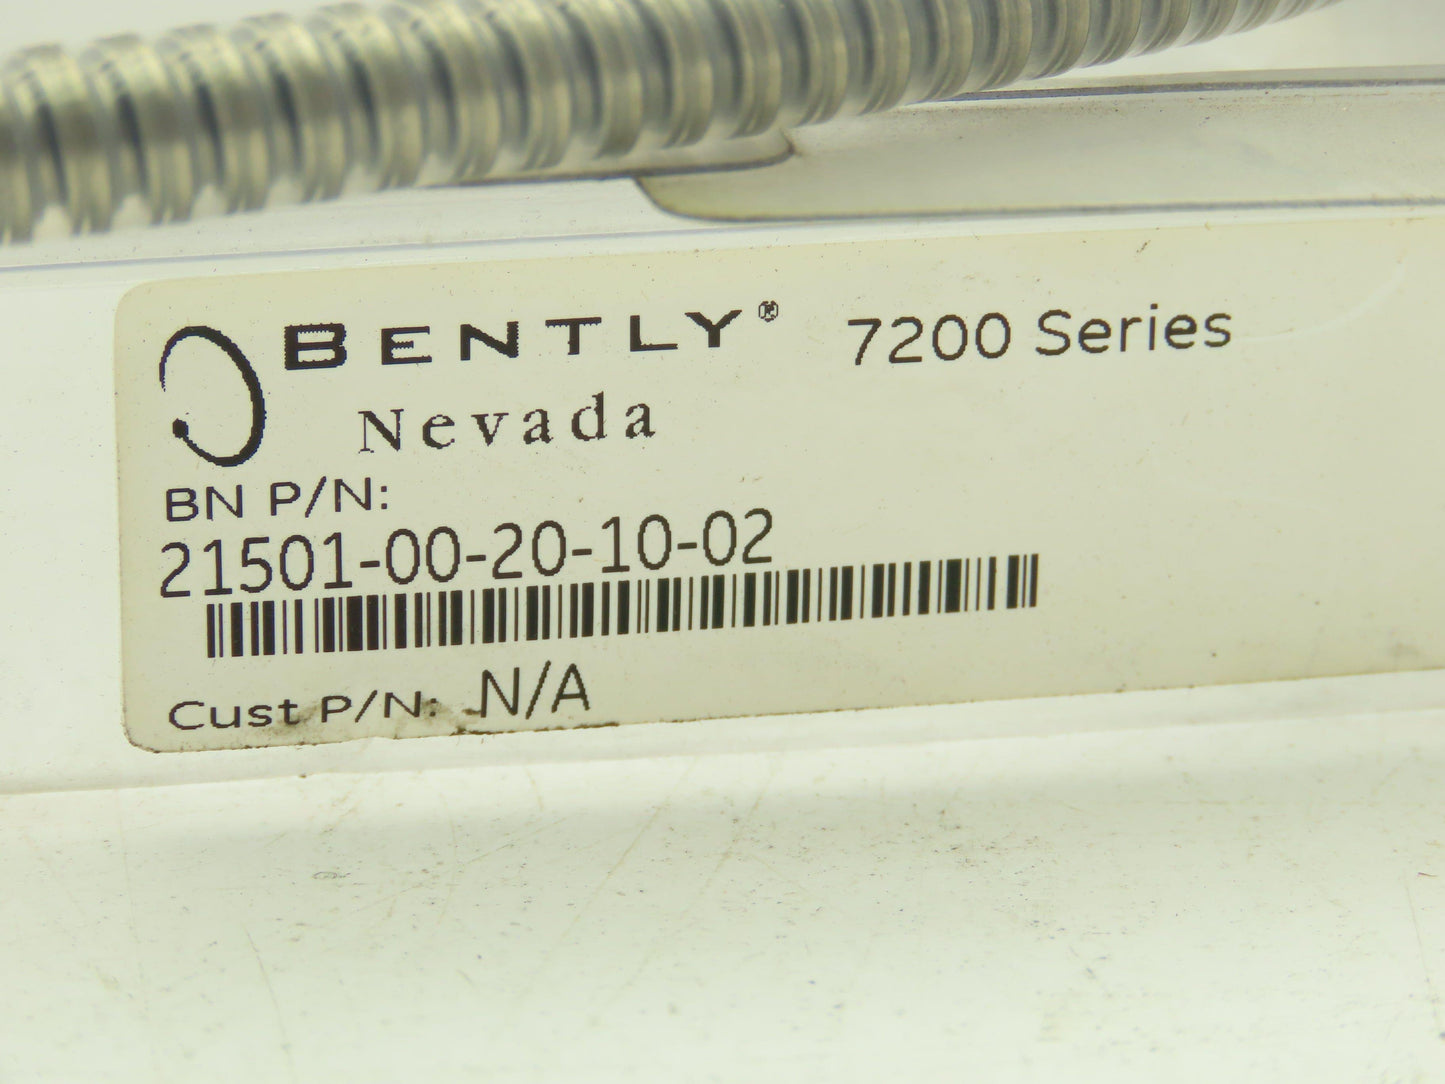 BENTLY® 7200 Series
Nevada
BN P/N:
21501-00-20-10-02
Cust P/N: N/A